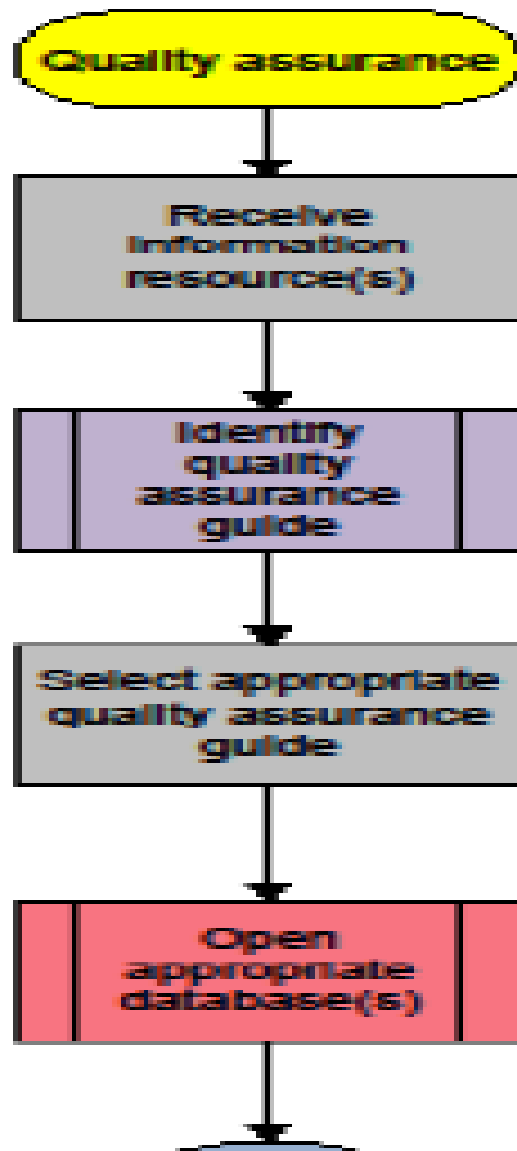 Quality assurance
Receive
information
resource(s)
Identify
quality
assurance
guide
Select appropriate
quality assurance
guide
Open
appropriate
database(s)